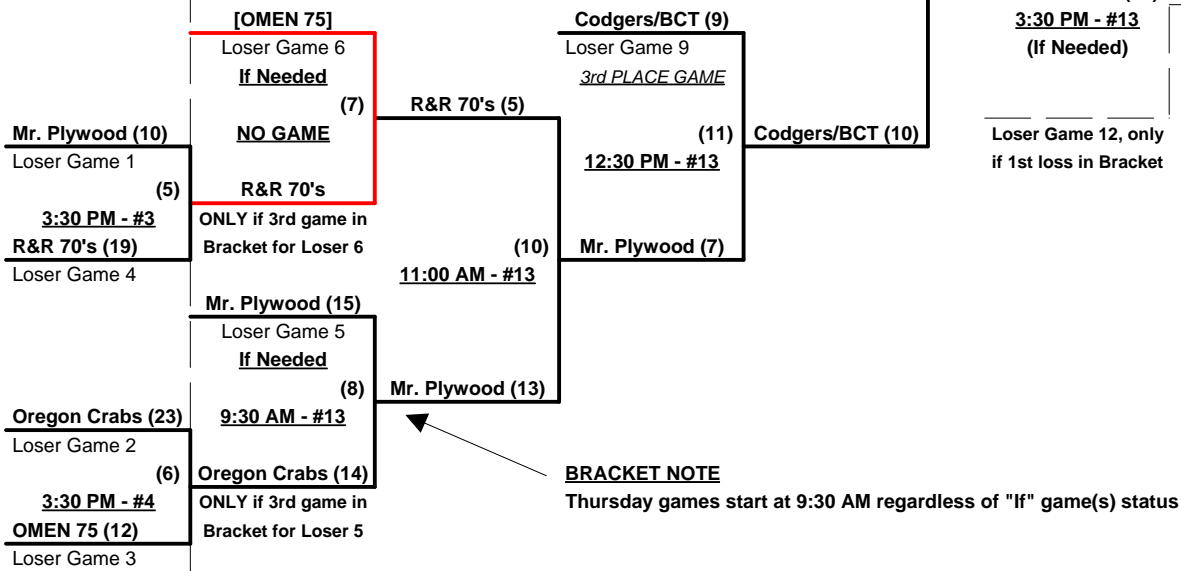 [OMEN 75]
Loser Game 6
If Needed
(7)
NO GAME
R&R 70's
ONLY if 3rd game in
Bracket for Loser 6
Mr. Plywood (10)
Loser Game 1
(5)
3:30 PM - #3
R&R 70's (19)
Loser Game 4
Mr. Plywood (15)
Loser Game 5
If Needed
(8)
9:30 AM - #13
Oregon Crabs (14)
ONLY if 3rd game in
Bracket for Loser 5
Oregon Crabs (23)
Loser Game 2
(6)
3:30 PM - #4
OMEN 75 (12)
Loser Game 3
R&R 70's (5)
(10)
11:00 AM - #13
Mr. Plywood (13)
Codgers/BCT (9)
Loser Game 9
3rd PLACE GAME
(11)
12:30 PM - #13
Mr. Plywood (7)
Codgers/BCT (10)
3:30 PM - #13
(If Needed)
Loser Game 12, only
if 1st loss in Bracket
BRACKET NOTE
Thursday games start at 9:30 AM regardless of "If" game(s) status